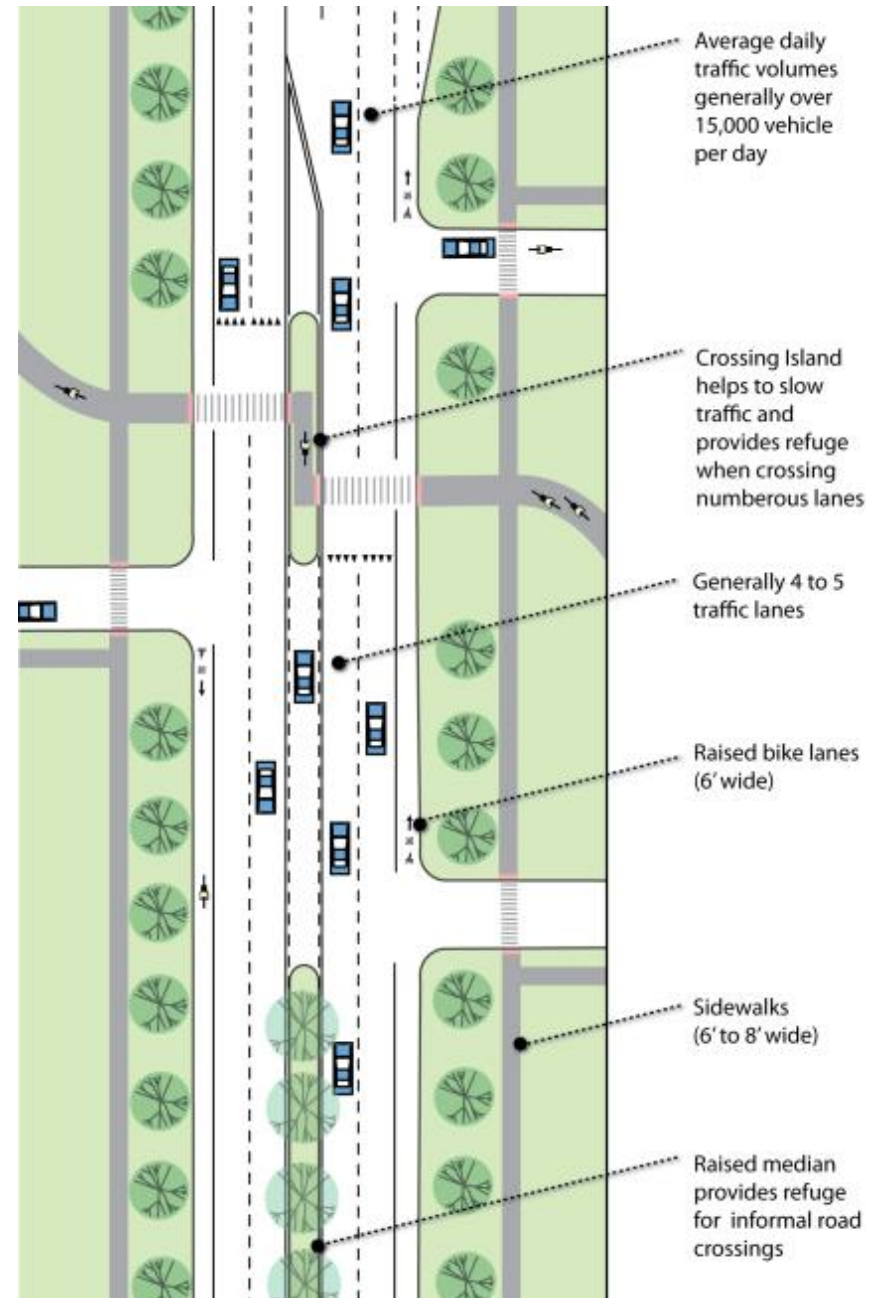 Average daily
traffic volumes
generally over
15,000 vehicle
per day
Crossing Island
helps to slow
traffic and
provides refuge
when crossing
numberous lanes
Generally 4 to 5
traffic lanes
Raised bike lanes
(6' wide)
Sidewalks
(6' to 8' wide)
Raised median
provides refuge
for informal road
crossings